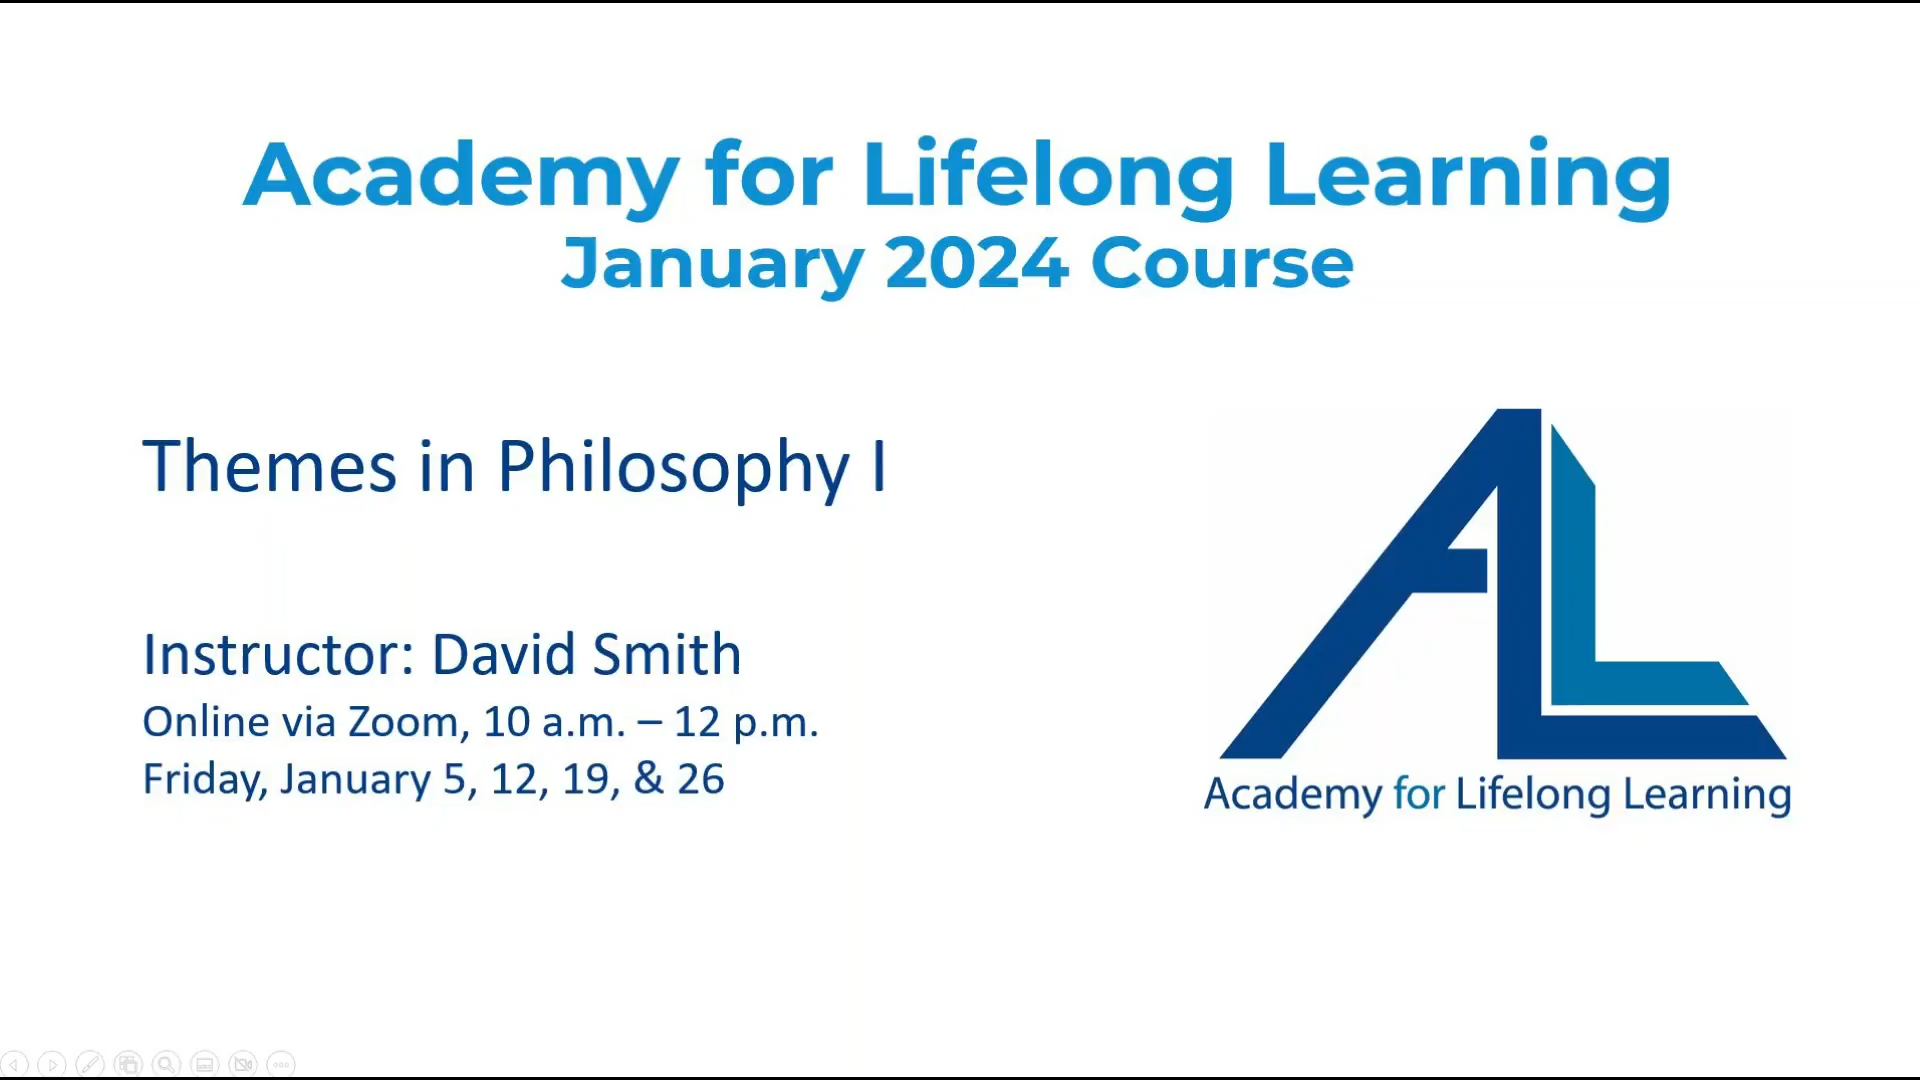 Academy for Lifelong Learning
January 2024 Course
Themes in Philosophy I
Instructor: David Smith
Online via Zoom, 10 a.m. – 12 p.m.
Friday, January 5, 12, 19, & 26
ALL
Academy for Lifelong Learning